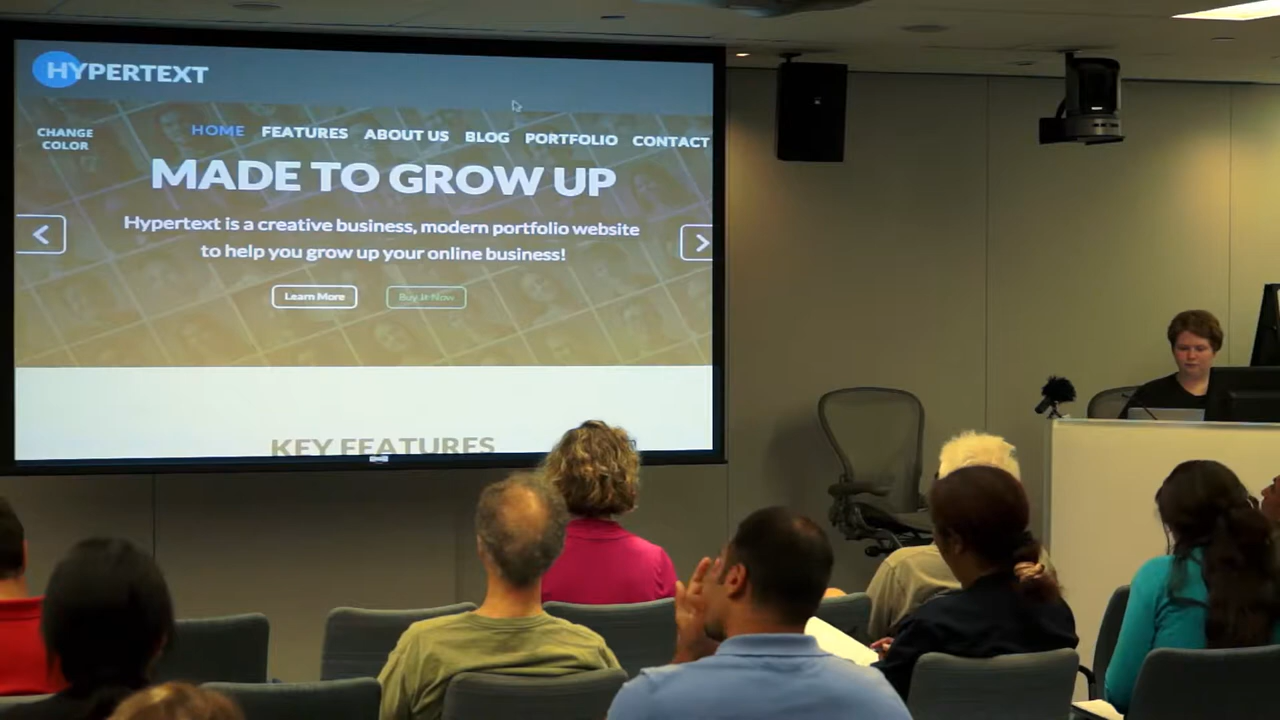 HYPERTEXT
CHANGE
COLOR
HOME FEATURES ABOUT US BLOG PORTFOLIO CONTACT
MADE TO GROW UP
Hypertext is a creative business, modern portfolio website
to help you grow up your online business!
Learn More Buy It Now
KEY FEATURES